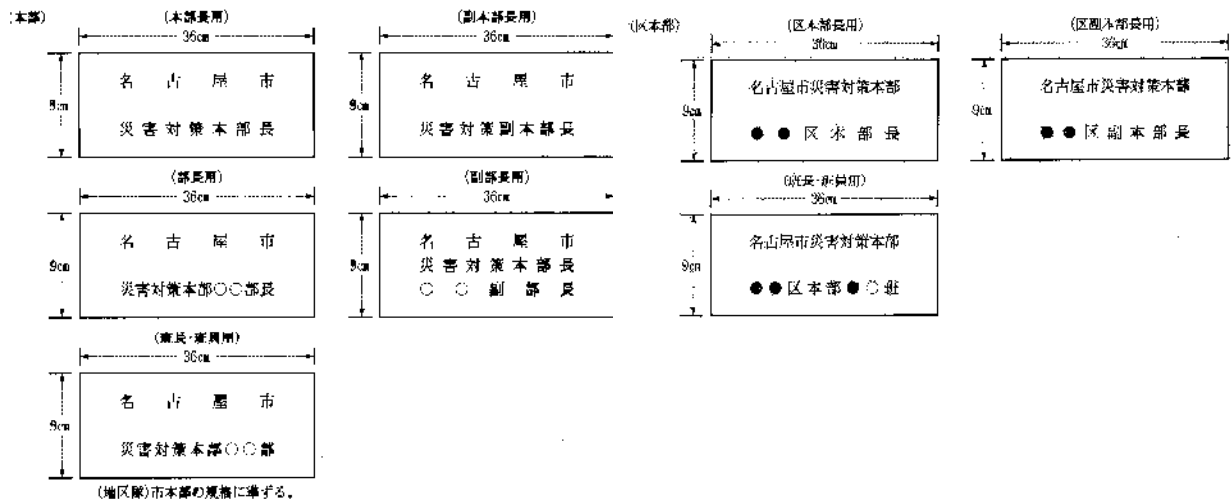 (本部)
(本部長用)
36cm
9cm
名古屋市
災害対策本部長
(副本部長用)
36cm
9cm
名古屋市
災害対策副本部長
(部長用)
36cm
9cm
名古屋市
災害対策本部○○部長
(副部長用)
36cm
9cm
名古屋市
災害対策本部長
○○副部長
(班長・班員用)
36cm
9cm
名古屋市
災害対策本部○○部
(地区隊)市本部の規格に準ずる。
(区本部)
(区本部長用)
36cm
9cm
名古屋市災害対策本部
●●区本部長
(区副本部長用)
36cm
9cm
名古屋市災害対策本部
●●区副本部長
(班長・班員用)
36cm
9cm
名古屋市災害対策本部
●●区本部●○班